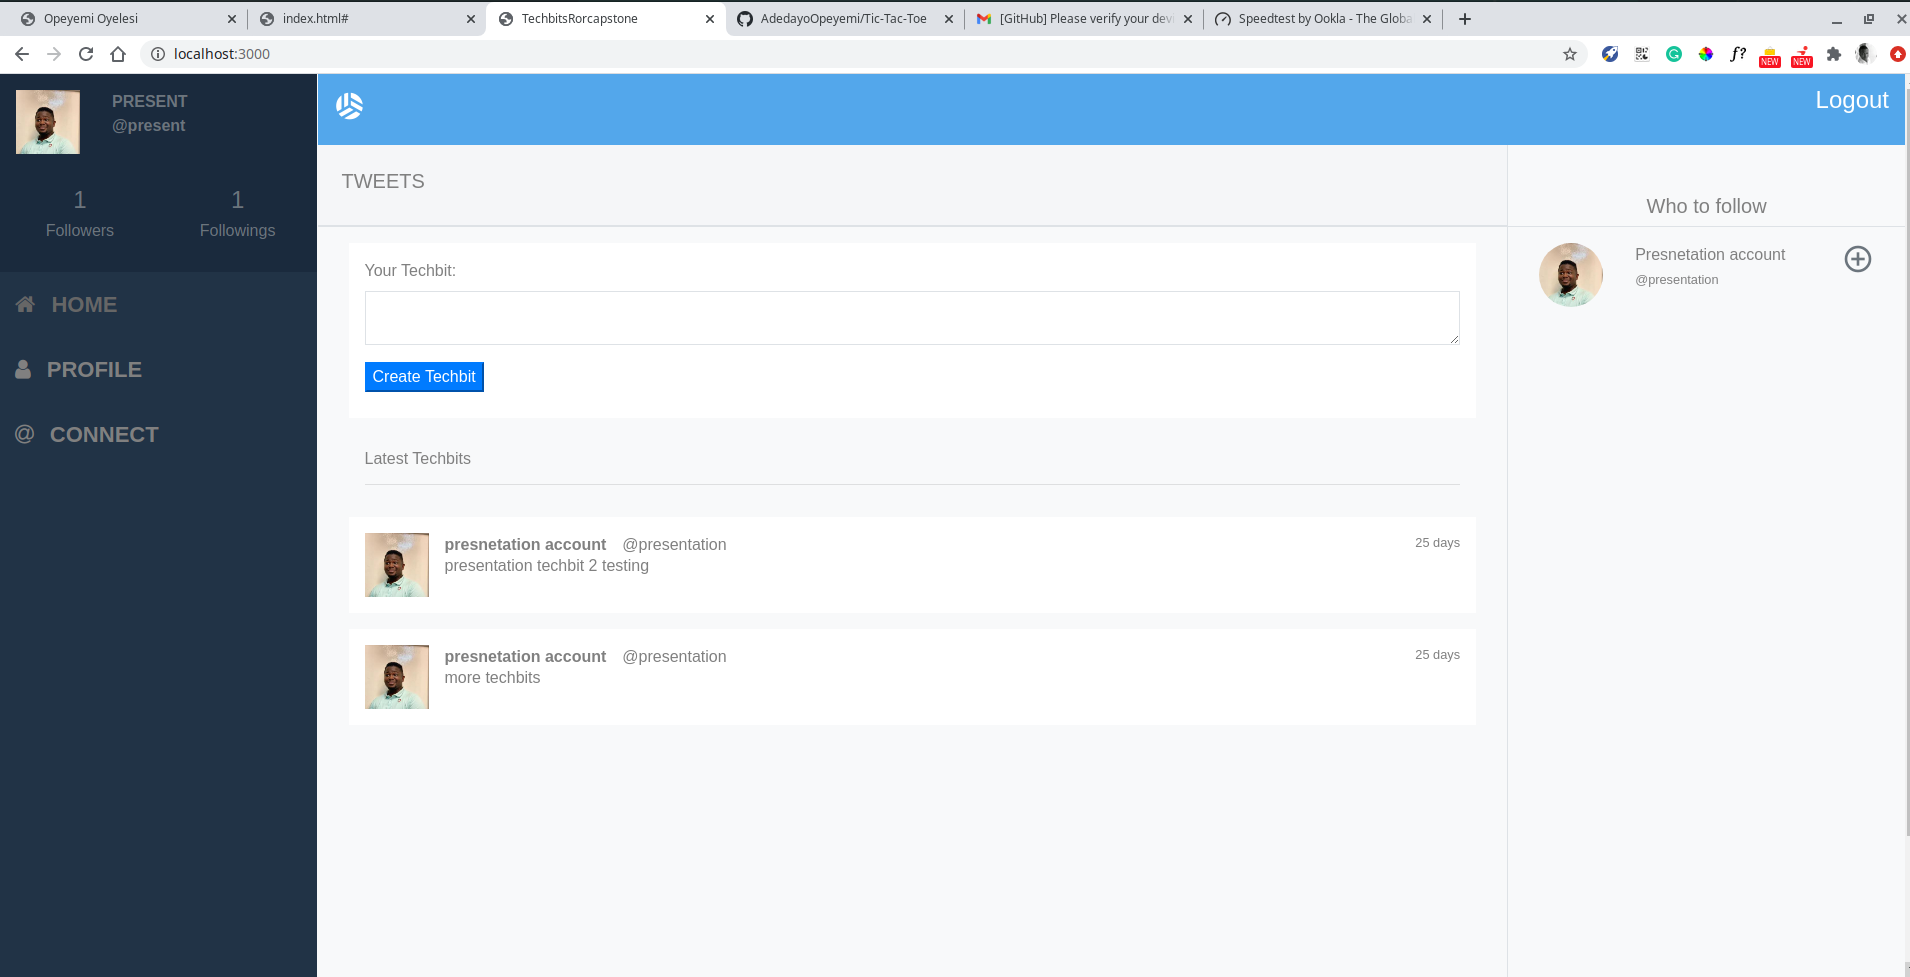 Opeyemi Oyelesi
index.html#
TechbitsRorcapstone
AdedayoOpeyemi/Tic-Tac-Toe
[GitHub] Please verify your devi
Speedtest by Ookla - The Globa
localhost:3000
f?
NEW
NEW
PRESENT
@present
1
1
Followers
Followings
HOME
PROFILE
@ CONNECT
Logout
TWEETS
Your Techbit:
Create Techbit
Latest Techbits
presnetation account @presentation 25 days
presentation techbit 2 testing
presnetation account @presentation 25 days
more techbits
Who to follow
Presnetation account
@presentation